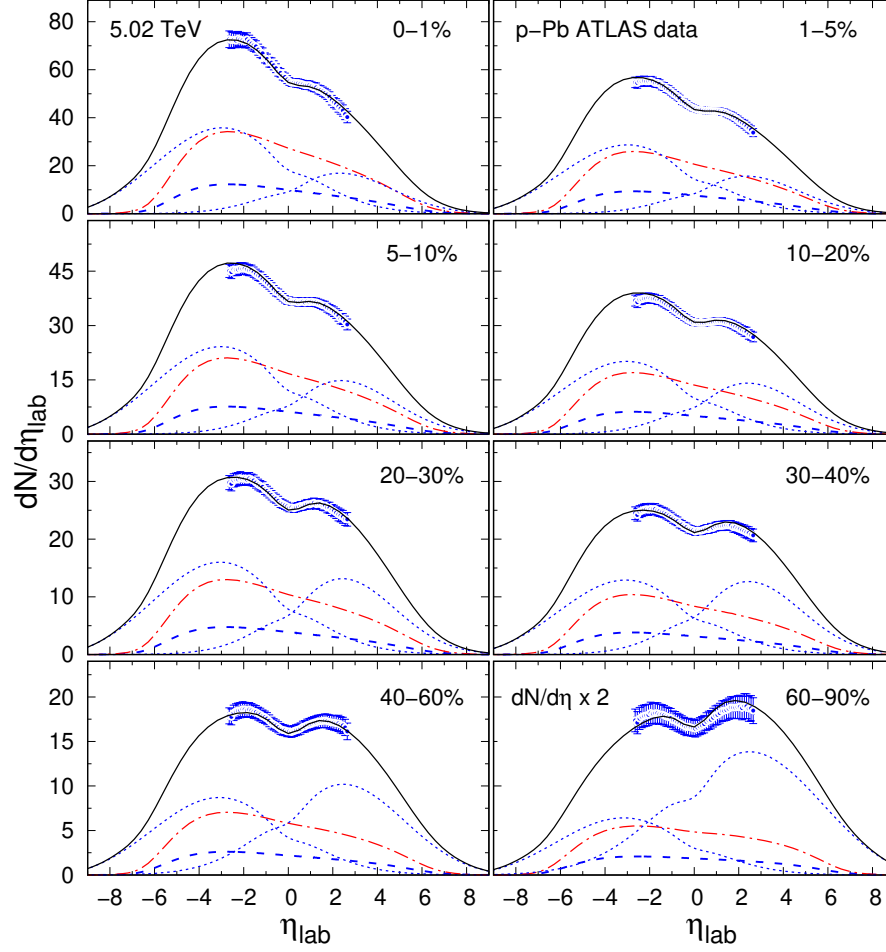 5.02 TeV 0−1%
p−Pb ATLAS data 1−5%
80
60
40
20
0
5−10%
10−20%
45
30
15
0
dN/dη_lab
20−30%
30−40%
30
20
10
0
40−60%
dN/dη x 2 60−90%
20
15
10
5
0
−8 −6 −4 −2 0 2 4 6 8
−8 −6 −4 −2 0 2 4 6 8
η_lab
η_lab